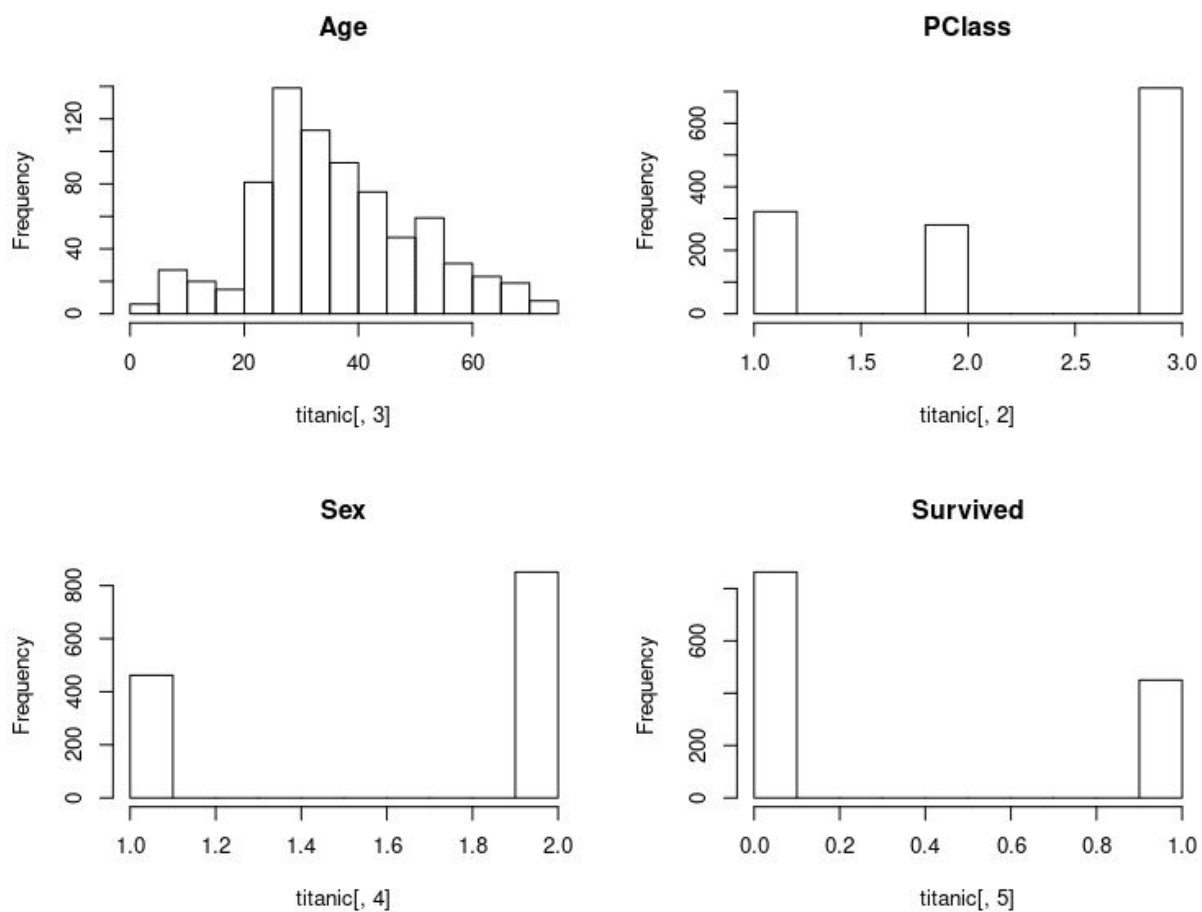 Age
Frequency
0 40 80 120
0 20 40 60
titanic[, 3]
PClass
Frequency
0 200 400 600
1.0 1.5 2.0 2.5 3.0
titanic[, 2]
Sex
Frequency
0 200 400 600 800
1.0 1.2 1.4 1.6 1.8 2.0
titanic[, 4]
Survived
Frequency
0 200 600
0.0 0.2 0.4 0.6 0.8 1.0
titanic[, 5]